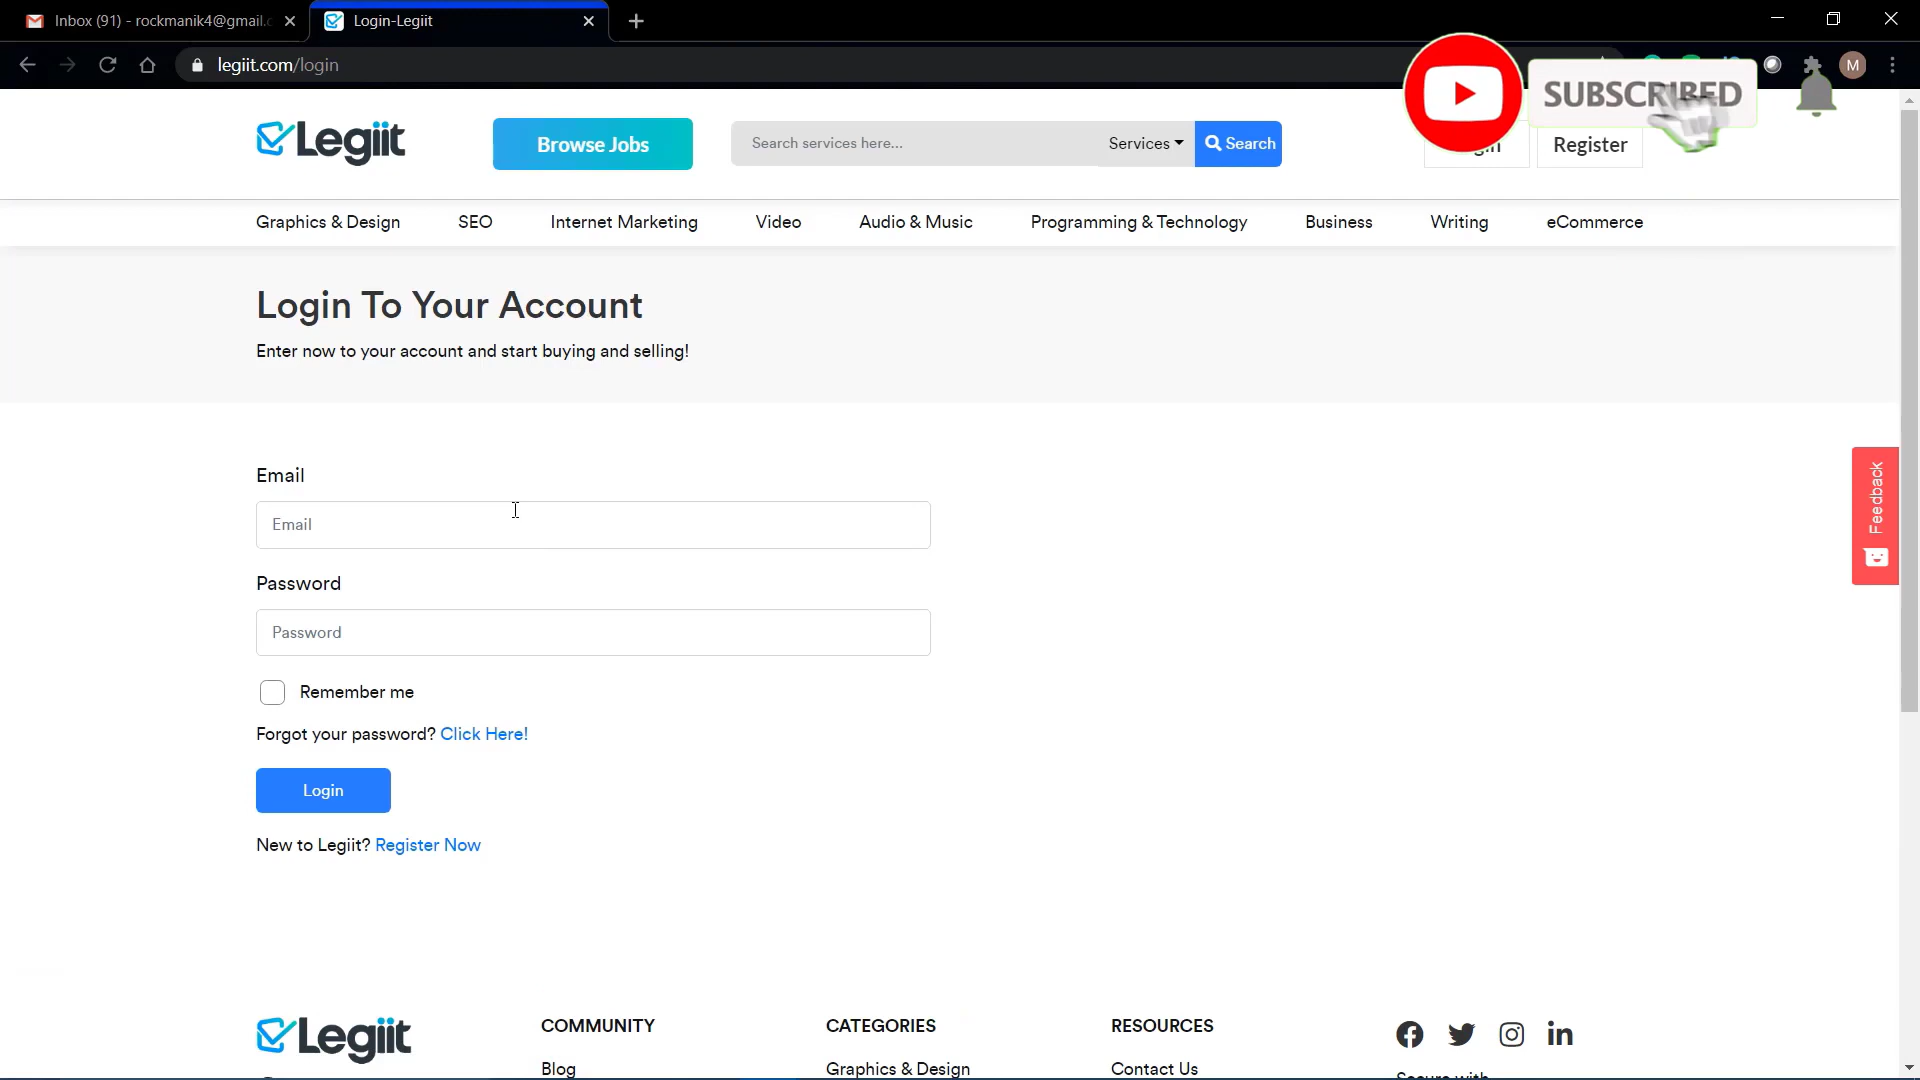 Inbox (91) - rockmanik4@gmail.c
Login-Legiit
legiit.com/login
M
SUBSCRIBED
Legiit
Browse Jobs
Search services here...
Services
Search
Register
Graphics & Design
SEO
Internet Marketing
Video
Audio & Music
Programming & Technology
Business
Writing
eCommerce
Login To Your Account
Enter now to your account and start buying and selling!
Email
Email
Password
Password
Remember me
Forgot your password? Click Here!
Login
New to Legiit? Register Now
Feedback
Legiit
COMMUNITY
CATEGORIES
RESOURCES
Blog
Graphics & Design
Contact Us